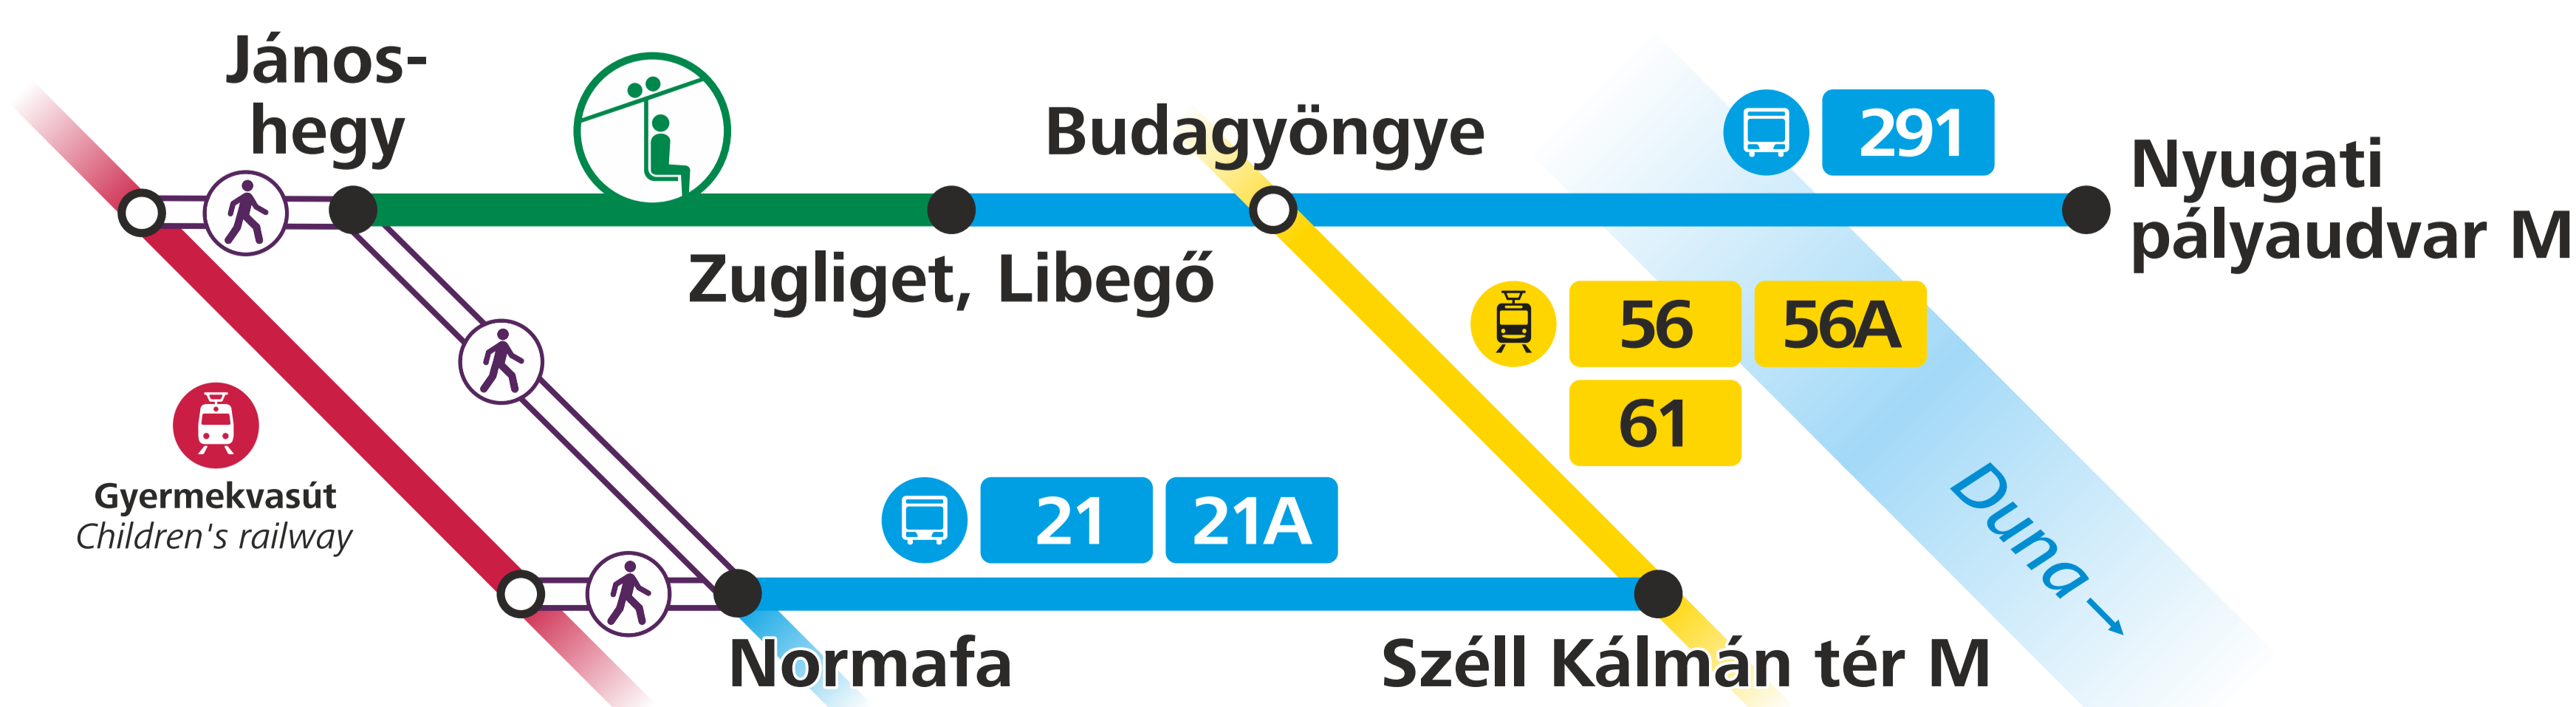 János-
hegy
Budagyöngye
291
Nyugati
pályaudvar M
Zugliget, Libegő
56 56A
61
Gyermekvasút
Children's railway
21 21A
Duna →
Normafa
Széll Kálmán tér M